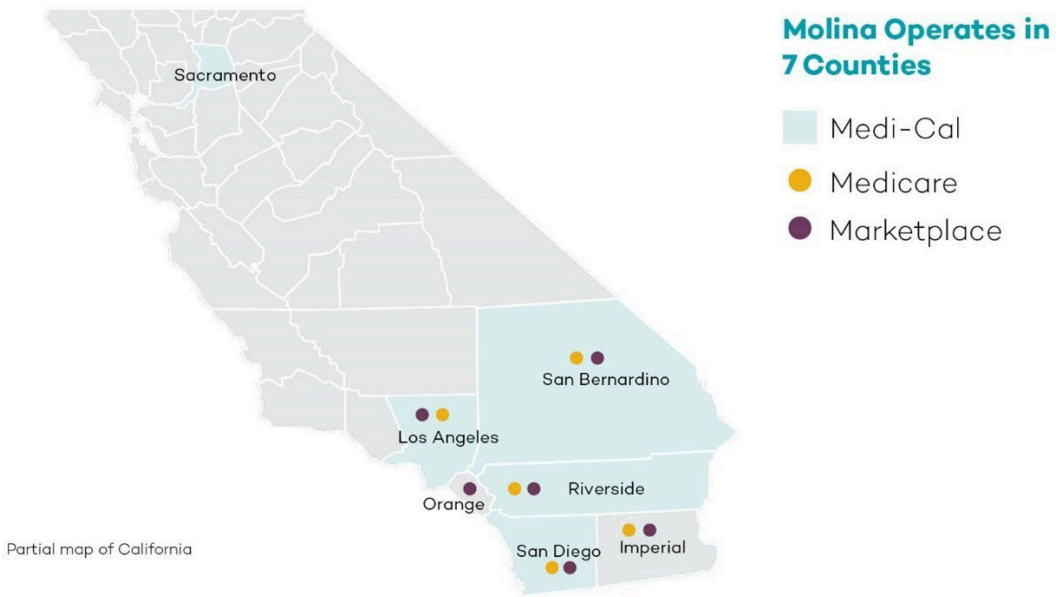 Molina Operates in
7 Counties
Medi-Cal
Medicare
Marketplace
Sacramento
San Bernardino
Los Angeles
Orange
Riverside
San Diego
Imperial
Partial map of California